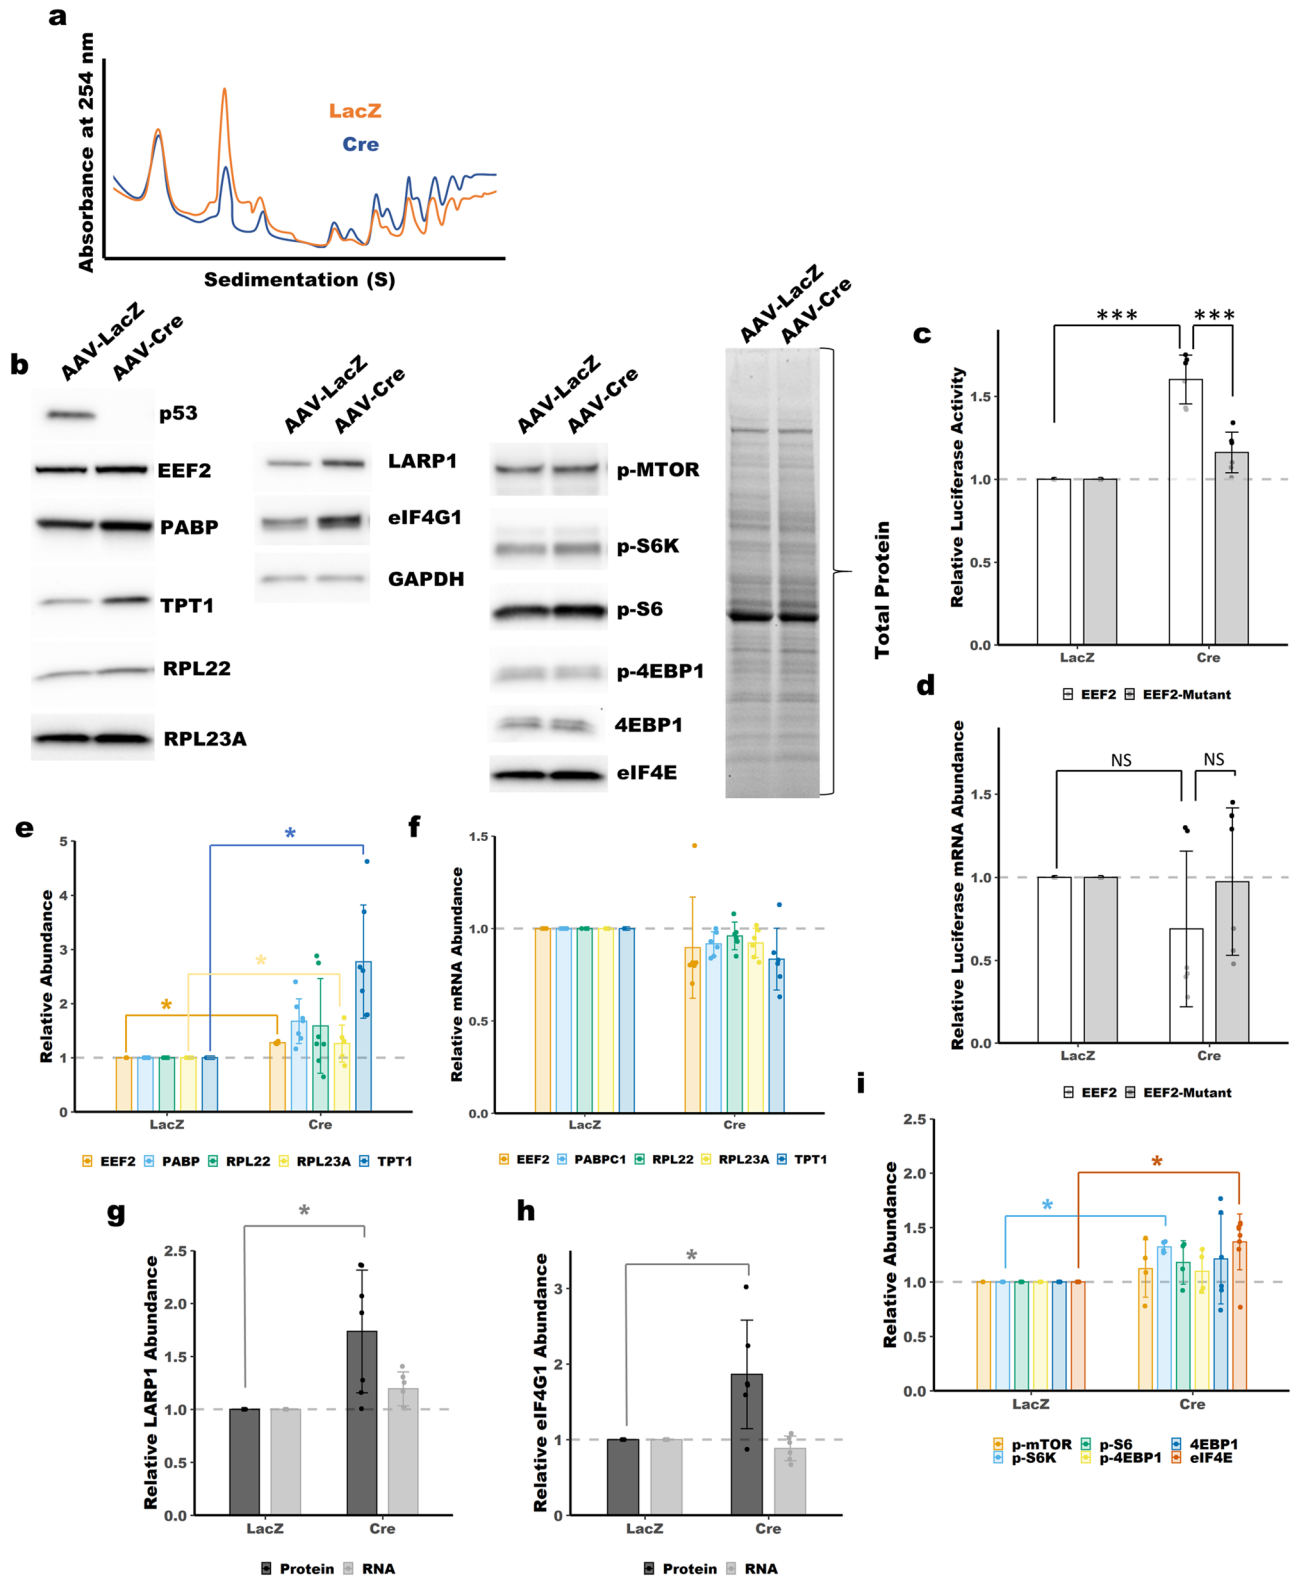 a
Absorbance at 254 nm
LacZ
Cre
Sedimentation (S)
b
AAV-LacZ
AAV-Cre
p53
EEF2
PABP
TPT1
RPL22
RPL23A
AAV-LacZ
AAV-Cre
LARP1
eIF4G1
GAPDH
AAV-LacZ
AAV-Cre
p-MTOR
p-S6K
p-S6
p-4EBP1
4EBP1
eIF4E
AAV-LacZ
AAV-Cre
Total Protein
c
Relative Luciferase Activity
*** ***
1.5
1.0
0.5
0.0
LacZ Cre
EEF2 EEF2-Mutant
d
Relative Luciferase mRNA Abundance
NS NS
1.5
1.0
0.5
0.0
LacZ Cre
EEF2 EEF2-Mutant
e
Relative Abundance
* * *
5
4
3
2
1
0
LacZ Cre
EEF2 PABP RPL22 RPL23A TPT1
f
Relative mRNA Abundance
1.5
1.0
0.5
0.0
LacZ Cre
EEF2 PABPC1 RPL22 RPL23A TPT1
g
Relative LARP1 Abundance
*
2.5
2.0
1.5
1.0
0.5
0.0
LacZ Cre
Protein RNA
h
Relative eIF4G1 Abundance
*
3
2
1
0
LacZ Cre
Protein RNA
i
Relative Abundance
* *
2.5
2.0
1.5
1.0
0.5
0.0
LacZ Cre
p-mTOR p-S6 4EBP1
p-S6K p-4EBP1 eIF4E